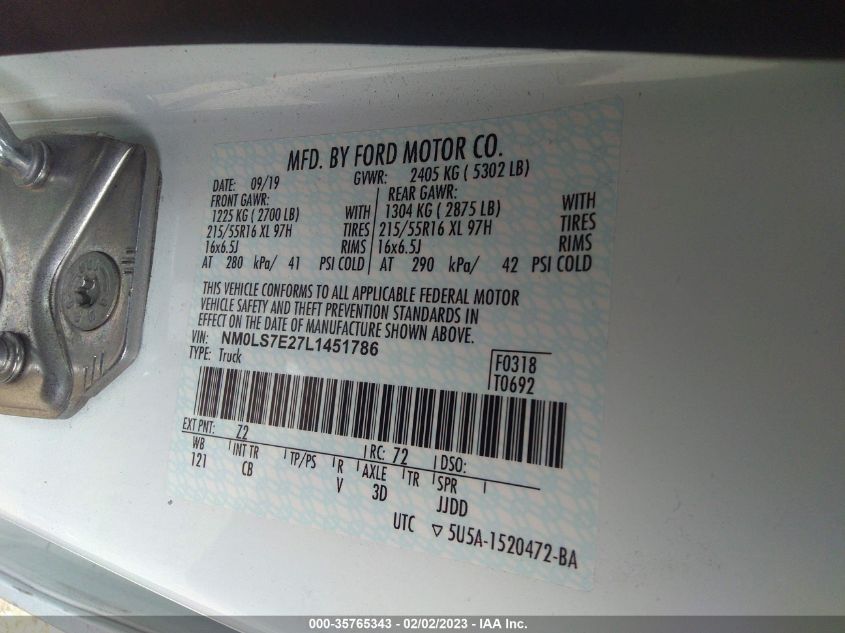 MFD. BY FORD MOTOR CO.
DATE: 09/19 GVWR: 2405 KG ( 5302 LB)
FRONT GAWR: REAR GAWR:
1225 KG ( 2700 LB) WITH 1304 KG ( 2875 LB) WITH
215/55R16 XL 97H TIRES 215/55R16 XL 97H TIRES
16x6.5J RIMS 16x6.5J RIMS
AT 280 kPa/ 41 PSI COLD AT 290 kPa/ 42 PSI COLD
THIS VEHICLE CONFORMS TO ALL APPLICABLE FEDERAL MOTOR
VEHICLE SAFETY AND THEFT PREVENTION STANDARDS IN
EFFECT ON THE DATE OF MANUFACTURE SHOWN ABOVE.
VIN: NM0LS7E27L1451786
TYPE: Truck
F0318
T0692
EXT PNT: Z2 RC: 72 DSO:
WB INT TR TP/PS R AXLE TR SPR
121 CB V 3D JJDD
UTC ▽ 5U5A-1520472-BA
000-35765343 - 02/02/2023 - IAA Inc.